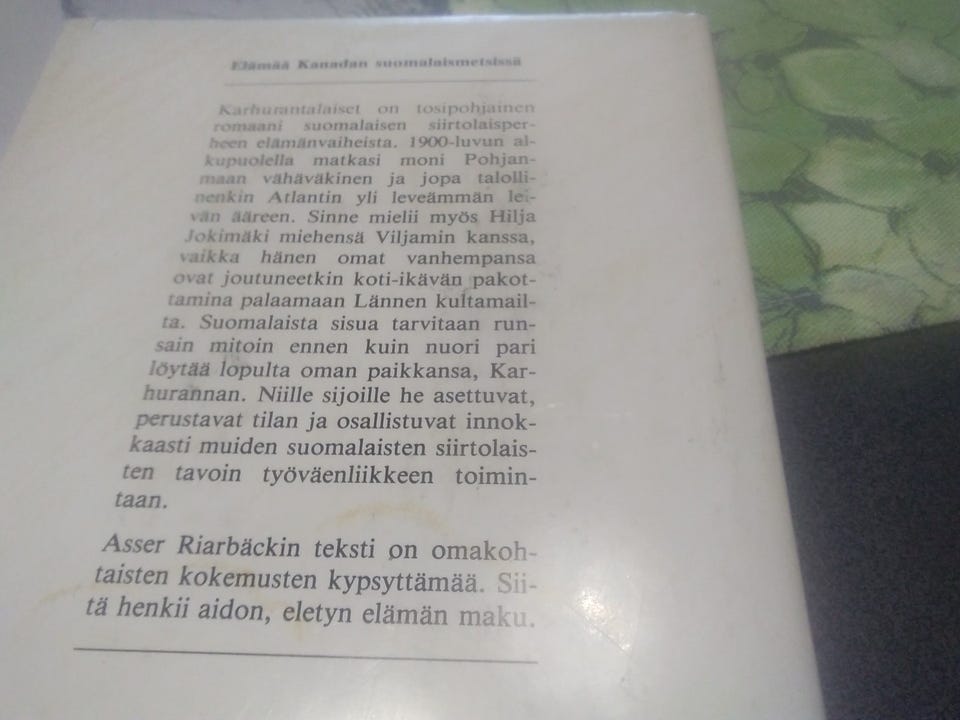 Elämää Kanadan suomalaismetsissä
Karhurantalaiset on tosipohjainen
romaani suomalaisen siirtolaisper-
heen elämänvaiheista. 1900-luvun al-
kupuolella matkasi moni Pohjan-
maan vähäväkinen ja jopa talolli-
nenkin Atlantin yli leveämmän lei-
vän ääreen. Sinne mielii myös Hilja
Jokimäki miehensä Viljamin kanssa,
vaikka hänen omat vanhempansa
ovat joutuneetkin koti-ikävän pakot-
tamina palaamaan Lännen kultamail-
ta. Suomalaista sisua tarvitaan run-
sain mitoin ennen kuin nuori pari
löytää lopulta oman paikkansa, Kar-
hurannan. Niille sijoille he asettuvat,
perustavat tilan ja osallistuvat innok-
kaasti muiden suomalaisten siirtolais-
ten tavoin työväenliikkeen toimin-
taan.
Asser Riarbäckin teksti on omakoh-
taisten kokemusten kypsyttämää. Sii-
tä henkii aidon, eletyn elämän maku.